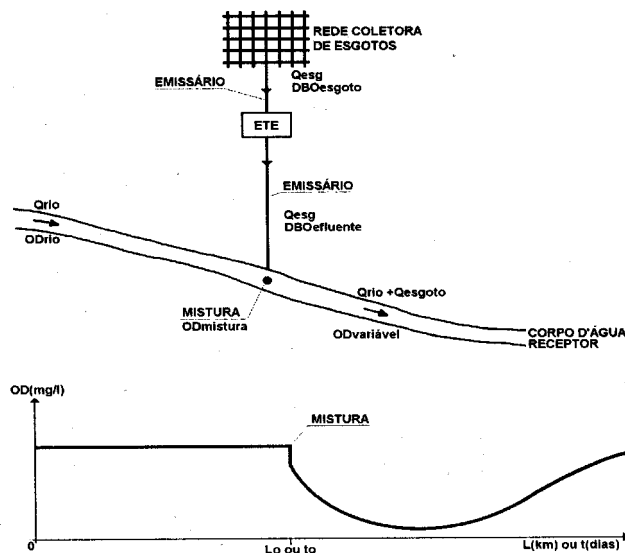 REDE COLETORA
DE ESGOTOS
Qesg
DBOesgoto
EMISSÁRIO
ETE
EMISSÁRIO
Qesg
DBOefluente
Qrio
ODrio
MISTURA
ODmistura
Qrio +Qesgoto
ODvariável
CORPO D'ÁGUA
RECEPTOR
OD(mg/l)
MISTURA
0
Lo ou to
L(km) ou t(dias)